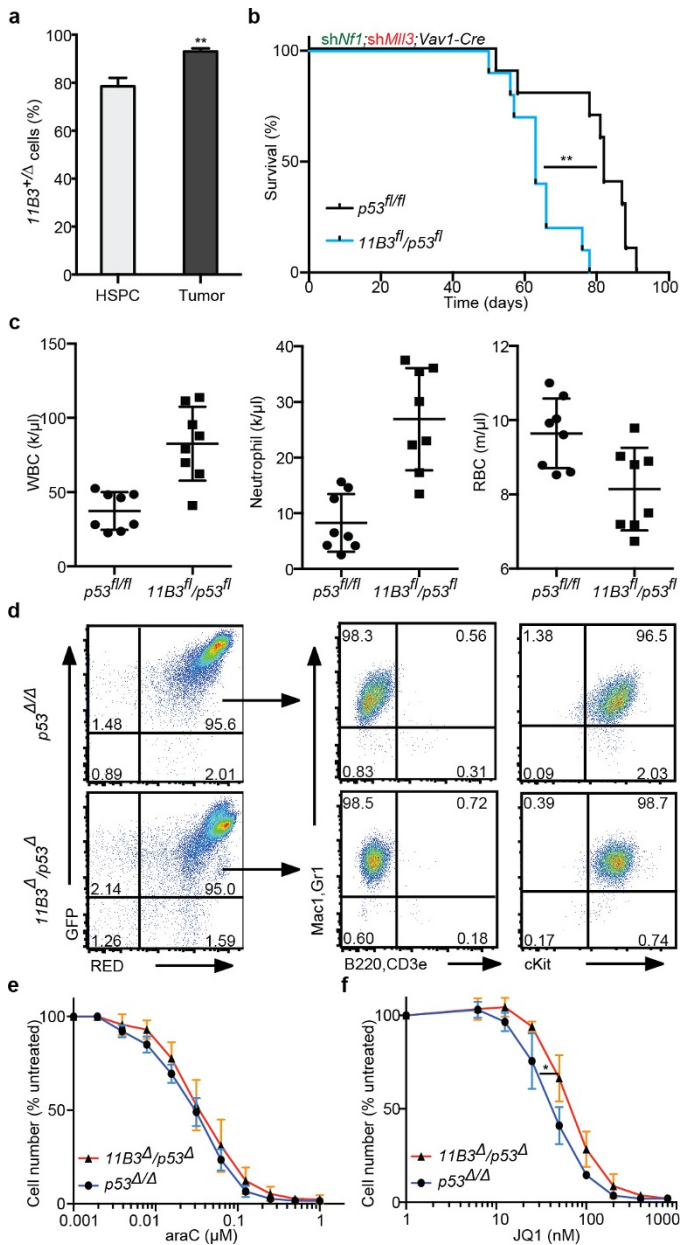 a
11B3+/Δ cells (%)
100
80
60
40
20
0
**
HSPC
Tumor
b
shNf1;shMll3;Vav1-Cre
Survival (%)
100
50
0
**
p53fl/fl
11B3fl/p53fl
0
20
40
60
80
100
Time (days)
c
WBC (k/µl)
150
100
50
0
p53fl/fl
11B3fl/p53fl
Neutrophil (k/µl)
40
30
20
10
0
p53fl/fl
11B3fl/p53fl
RBC (m/µl)
12
10
8
6
p53fl/fl
11B3fl/p53fl
d
p53Δ/Δ
1.48
95.6
0.89
2.01
98.3
0.56
0.83
0.31
1.38
96.5
0.09
2.03
11B3Δ/p53Δ
2.14
95.0
1.26
1.59
98.5
0.72
0.60
0.18
0.39
98.7
0.17
0.74
GFP
RED
Mac1,Gr1
B220,CD3e
cKit
e
Cell number (% untreated)
100
50
0
11B3Δ/p53Δ
p53Δ/Δ
0.001
0.01
0.1
1
araC (µM)
f
Cell number (% untreated)
100
50
0
*
11B3Δ/p53Δ
p53Δ/Δ
1
10
100
1000
JQ1 (nM)